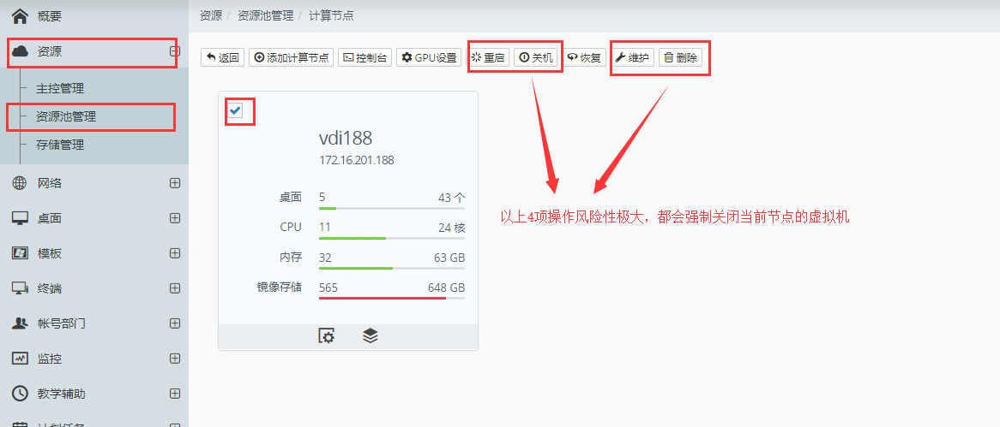 概要
资源
主控管理
资源池管理
存储管理
网络
桌面
模板
终端
帐号部门
监控
教学辅助
计划任务
资源 / 资源池管理 / 计算节点
返回 添加计算节点 控制台 GPU设置 重启 关机 恢复 维护 删除
vdi188
172.16.201.188
桌面 5 43 个
CPU 11 24 核
内存 32 63 GB
镜像存储 565 648 GB
以上4项操作风险性极大，都会强制关闭当前节点的虚拟机